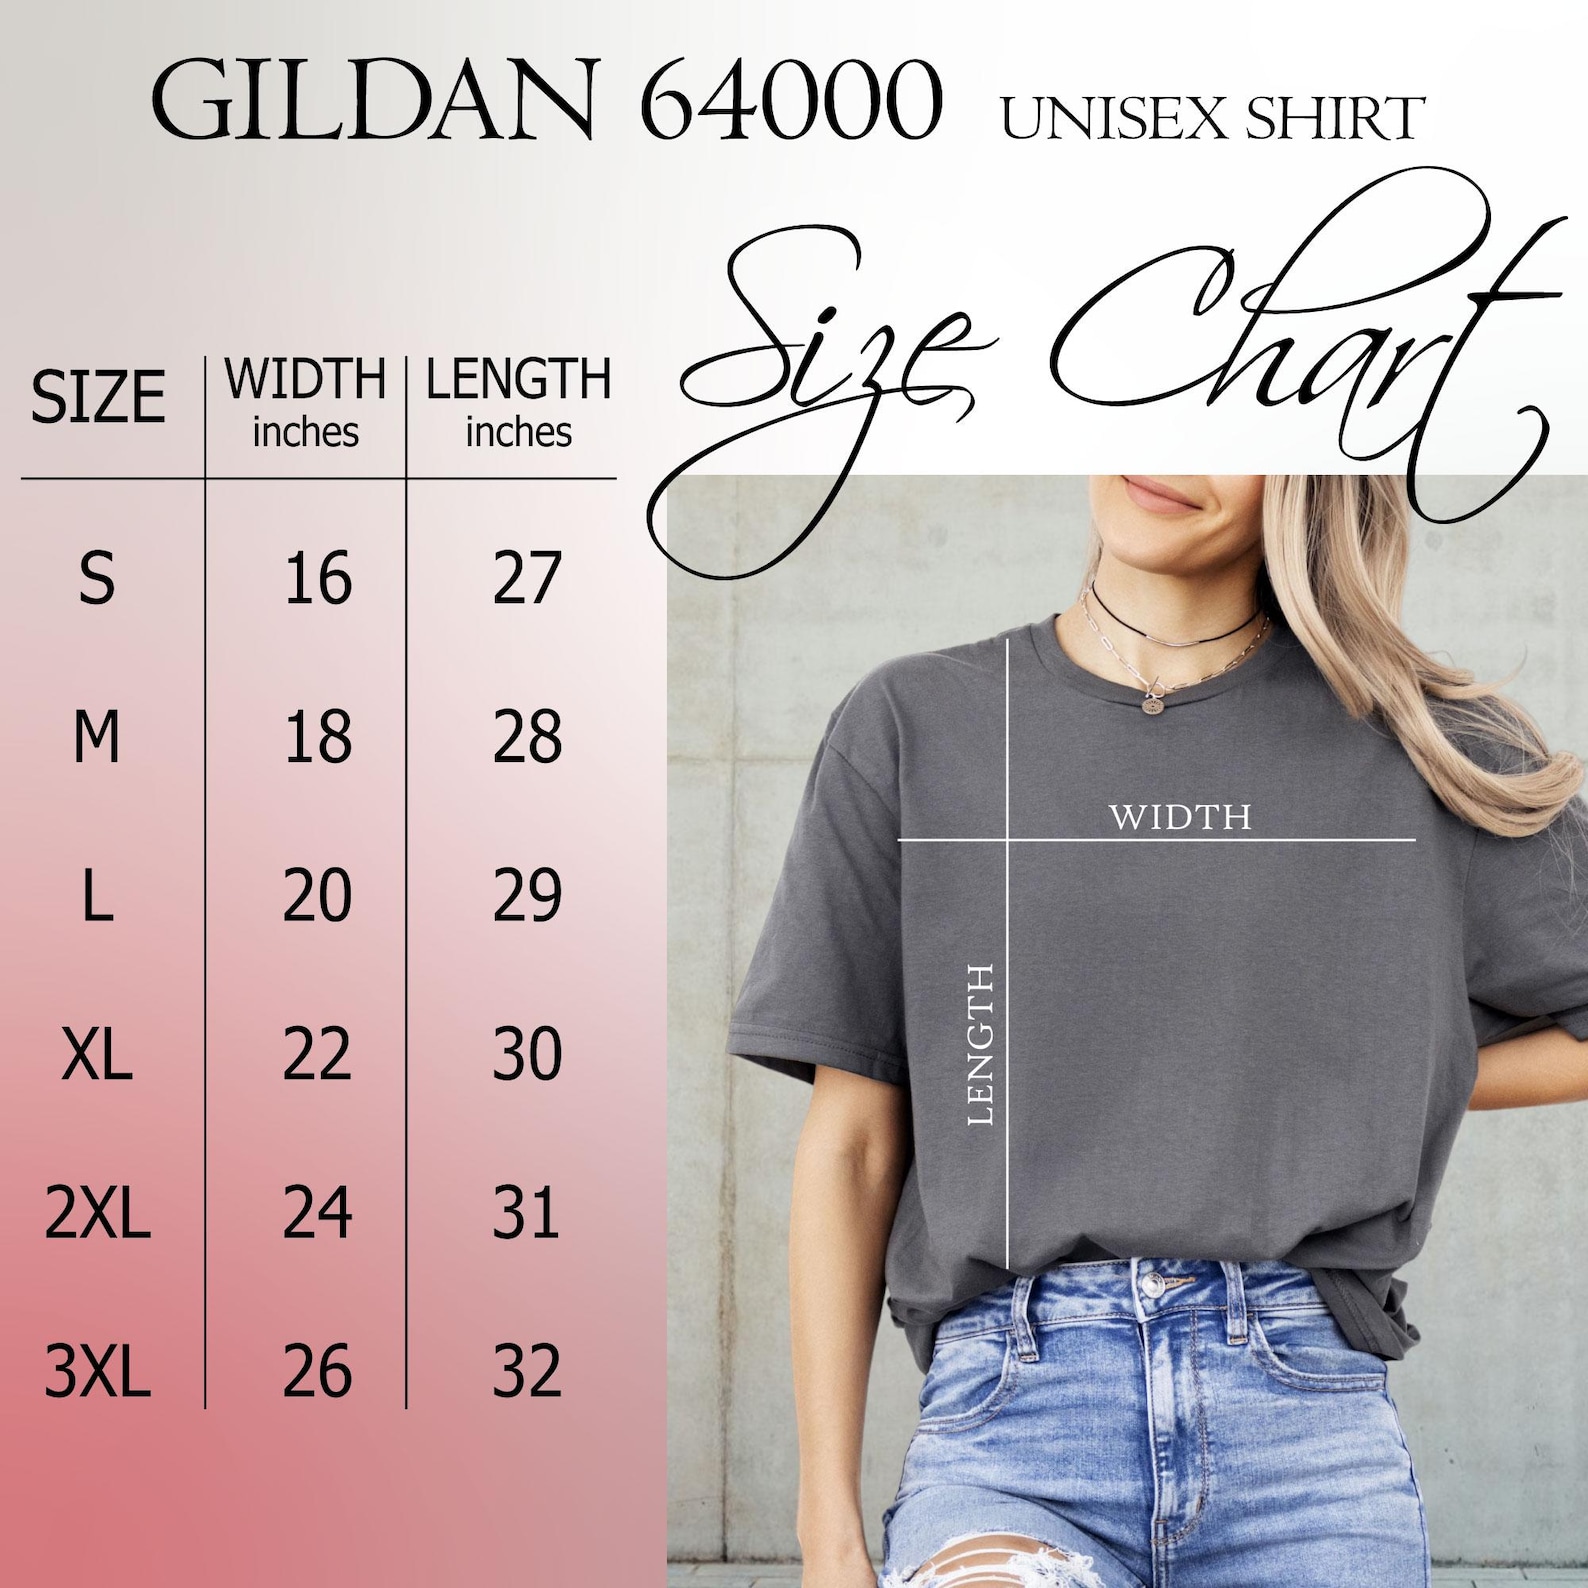 GILDAN 64000 UNISEX SHIRT
Size Chart
SIZE WIDTH inches LENGTH inches
S 16 27
M 18 28
L 20 29
XL 22 30
2XL 24 31
3XL 26 32
WIDTH
LENGTH